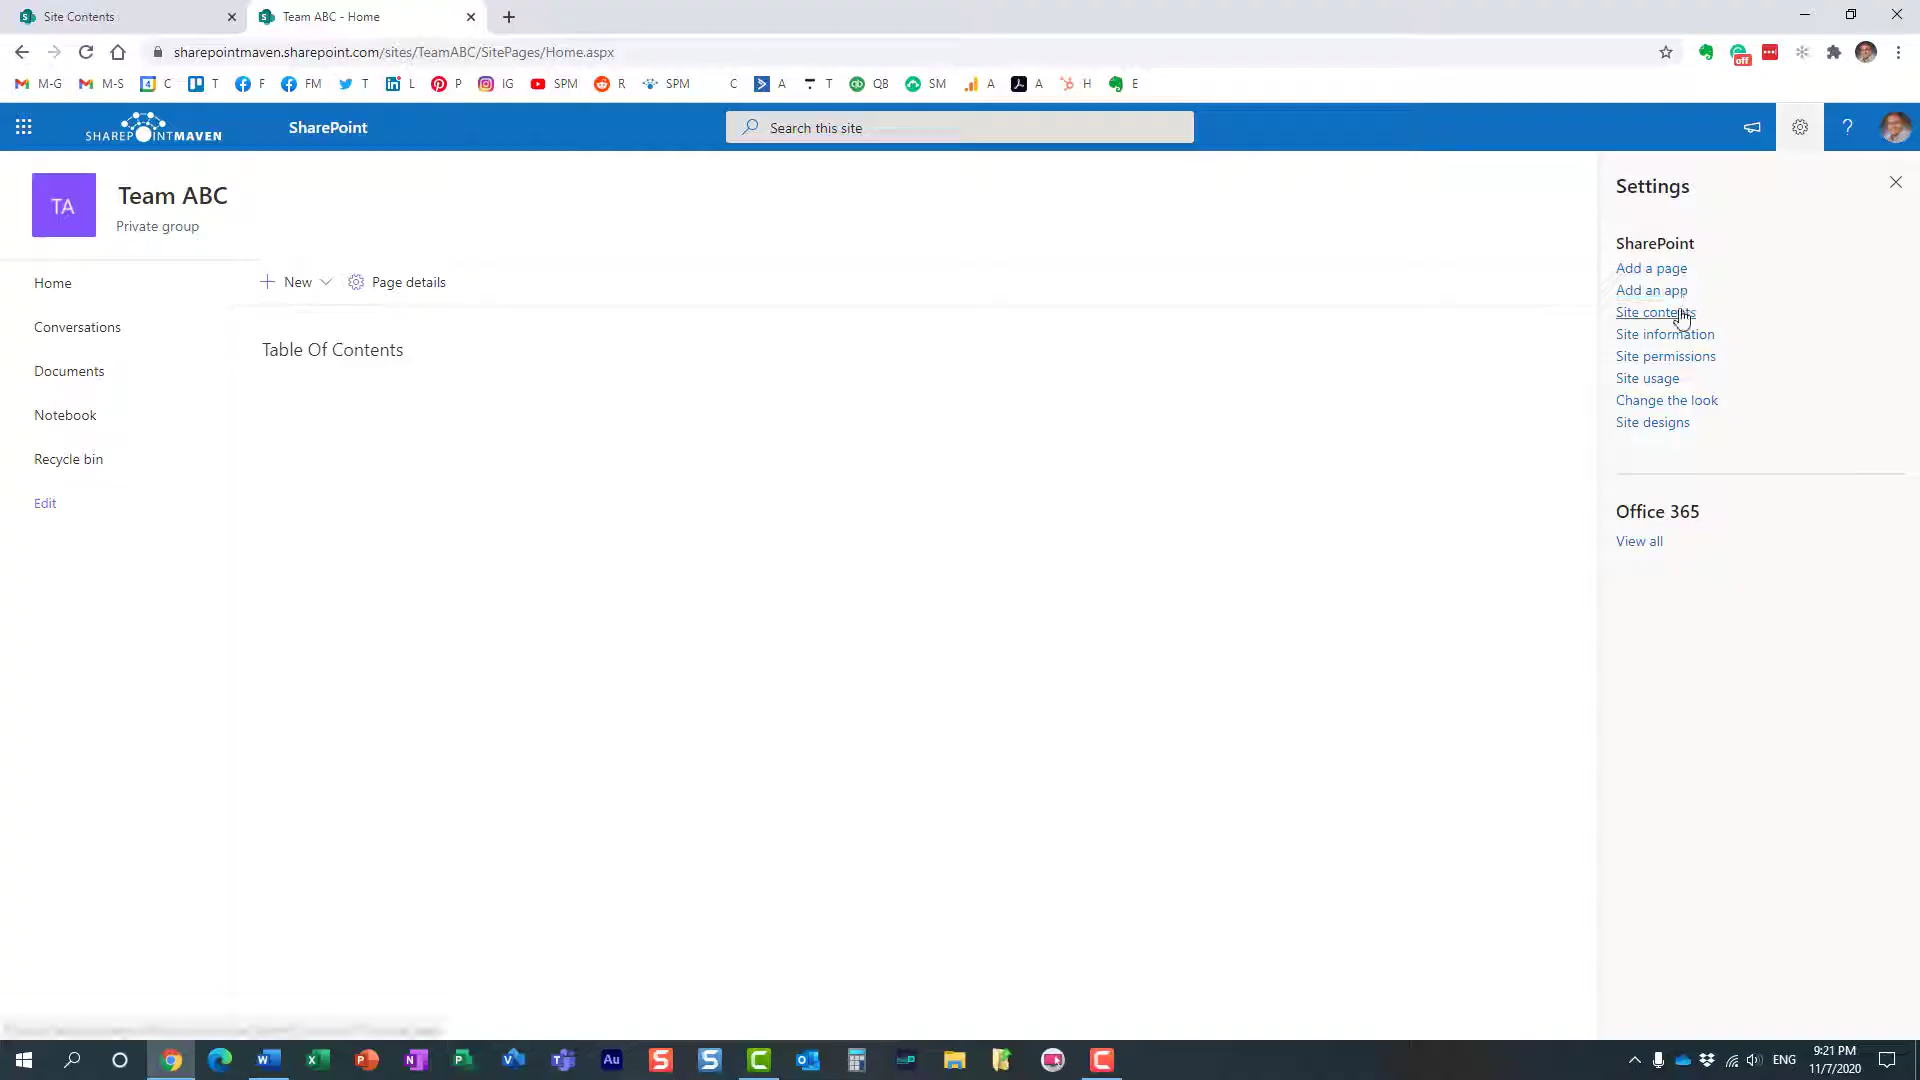 Site Contents
Team ABC - Home
sharepointmaven.sharepoint.com/sites/TeamABC/SitePages/Home.aspx
off
M-G M-S C T F FM T L P IG SPM R SPM C A T QB SM A A H E
SHAREPOINTMAVEN
SharePoint
Search this site
?
TA
Team ABC
Private group
Home
Conversations
Documents
Notebook
Recycle bin
Edit
New
Page details
Table Of Contents
Settings
SharePoint
Add a page
Add an app
Site contents
Site information
Site permissions
Site usage
Change the look
Site designs
Office 365
View all
Au
ENG
9:21 PM
11/7/2020